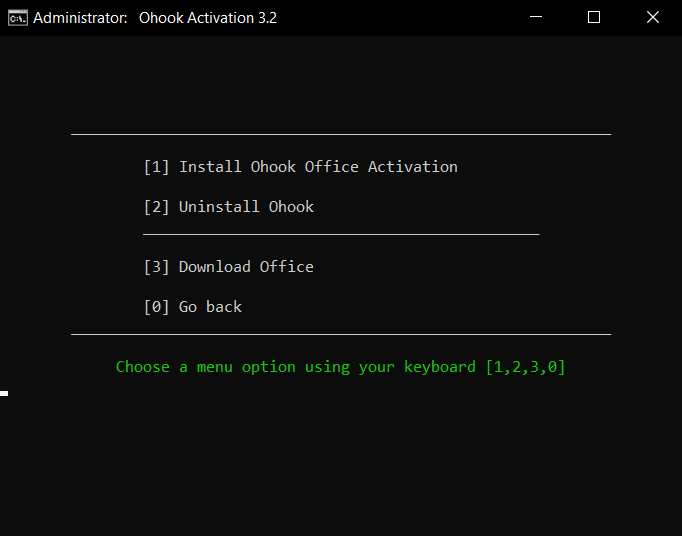 Administrator:  Ohook Activation 3.2
[1] Install Ohook Office Activation
[2] Uninstall Ohook
[3] Download Office
[0] Go back
Choose a menu option using your keyboard [1,2,3,0]